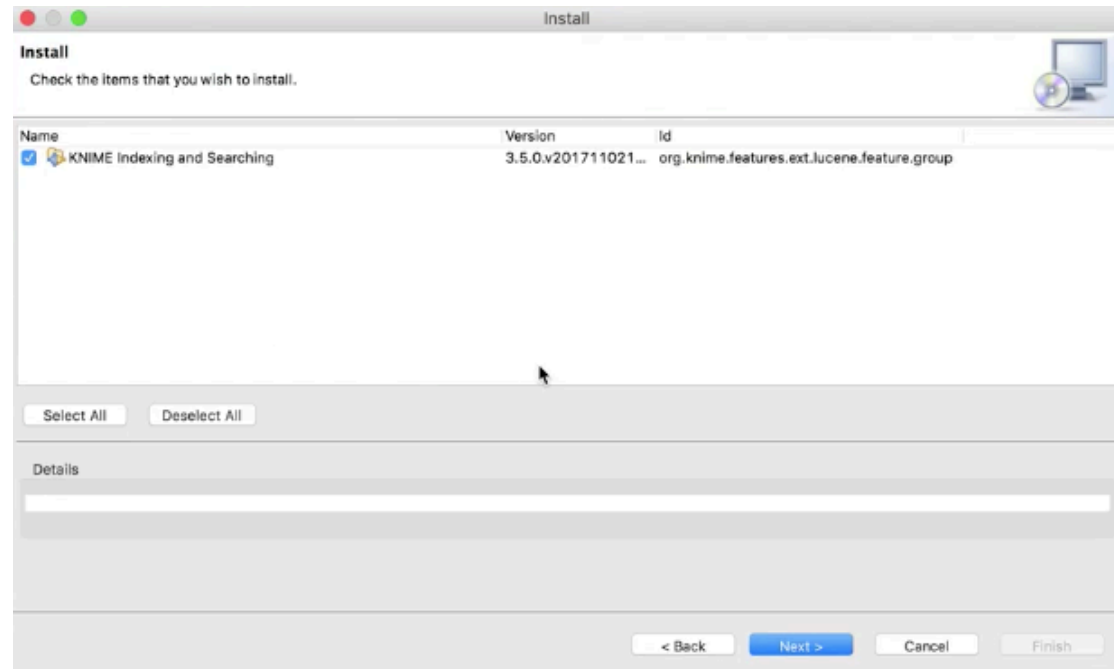 Install
Install
Check the items that you wish to install.
Name Version Id
KNIME Indexing and Searching 3.5.0.v201711021... org.knime.features.ext.lucene.feature.group
Select All Deselect All
Details
< Back Next > Cancel Finish